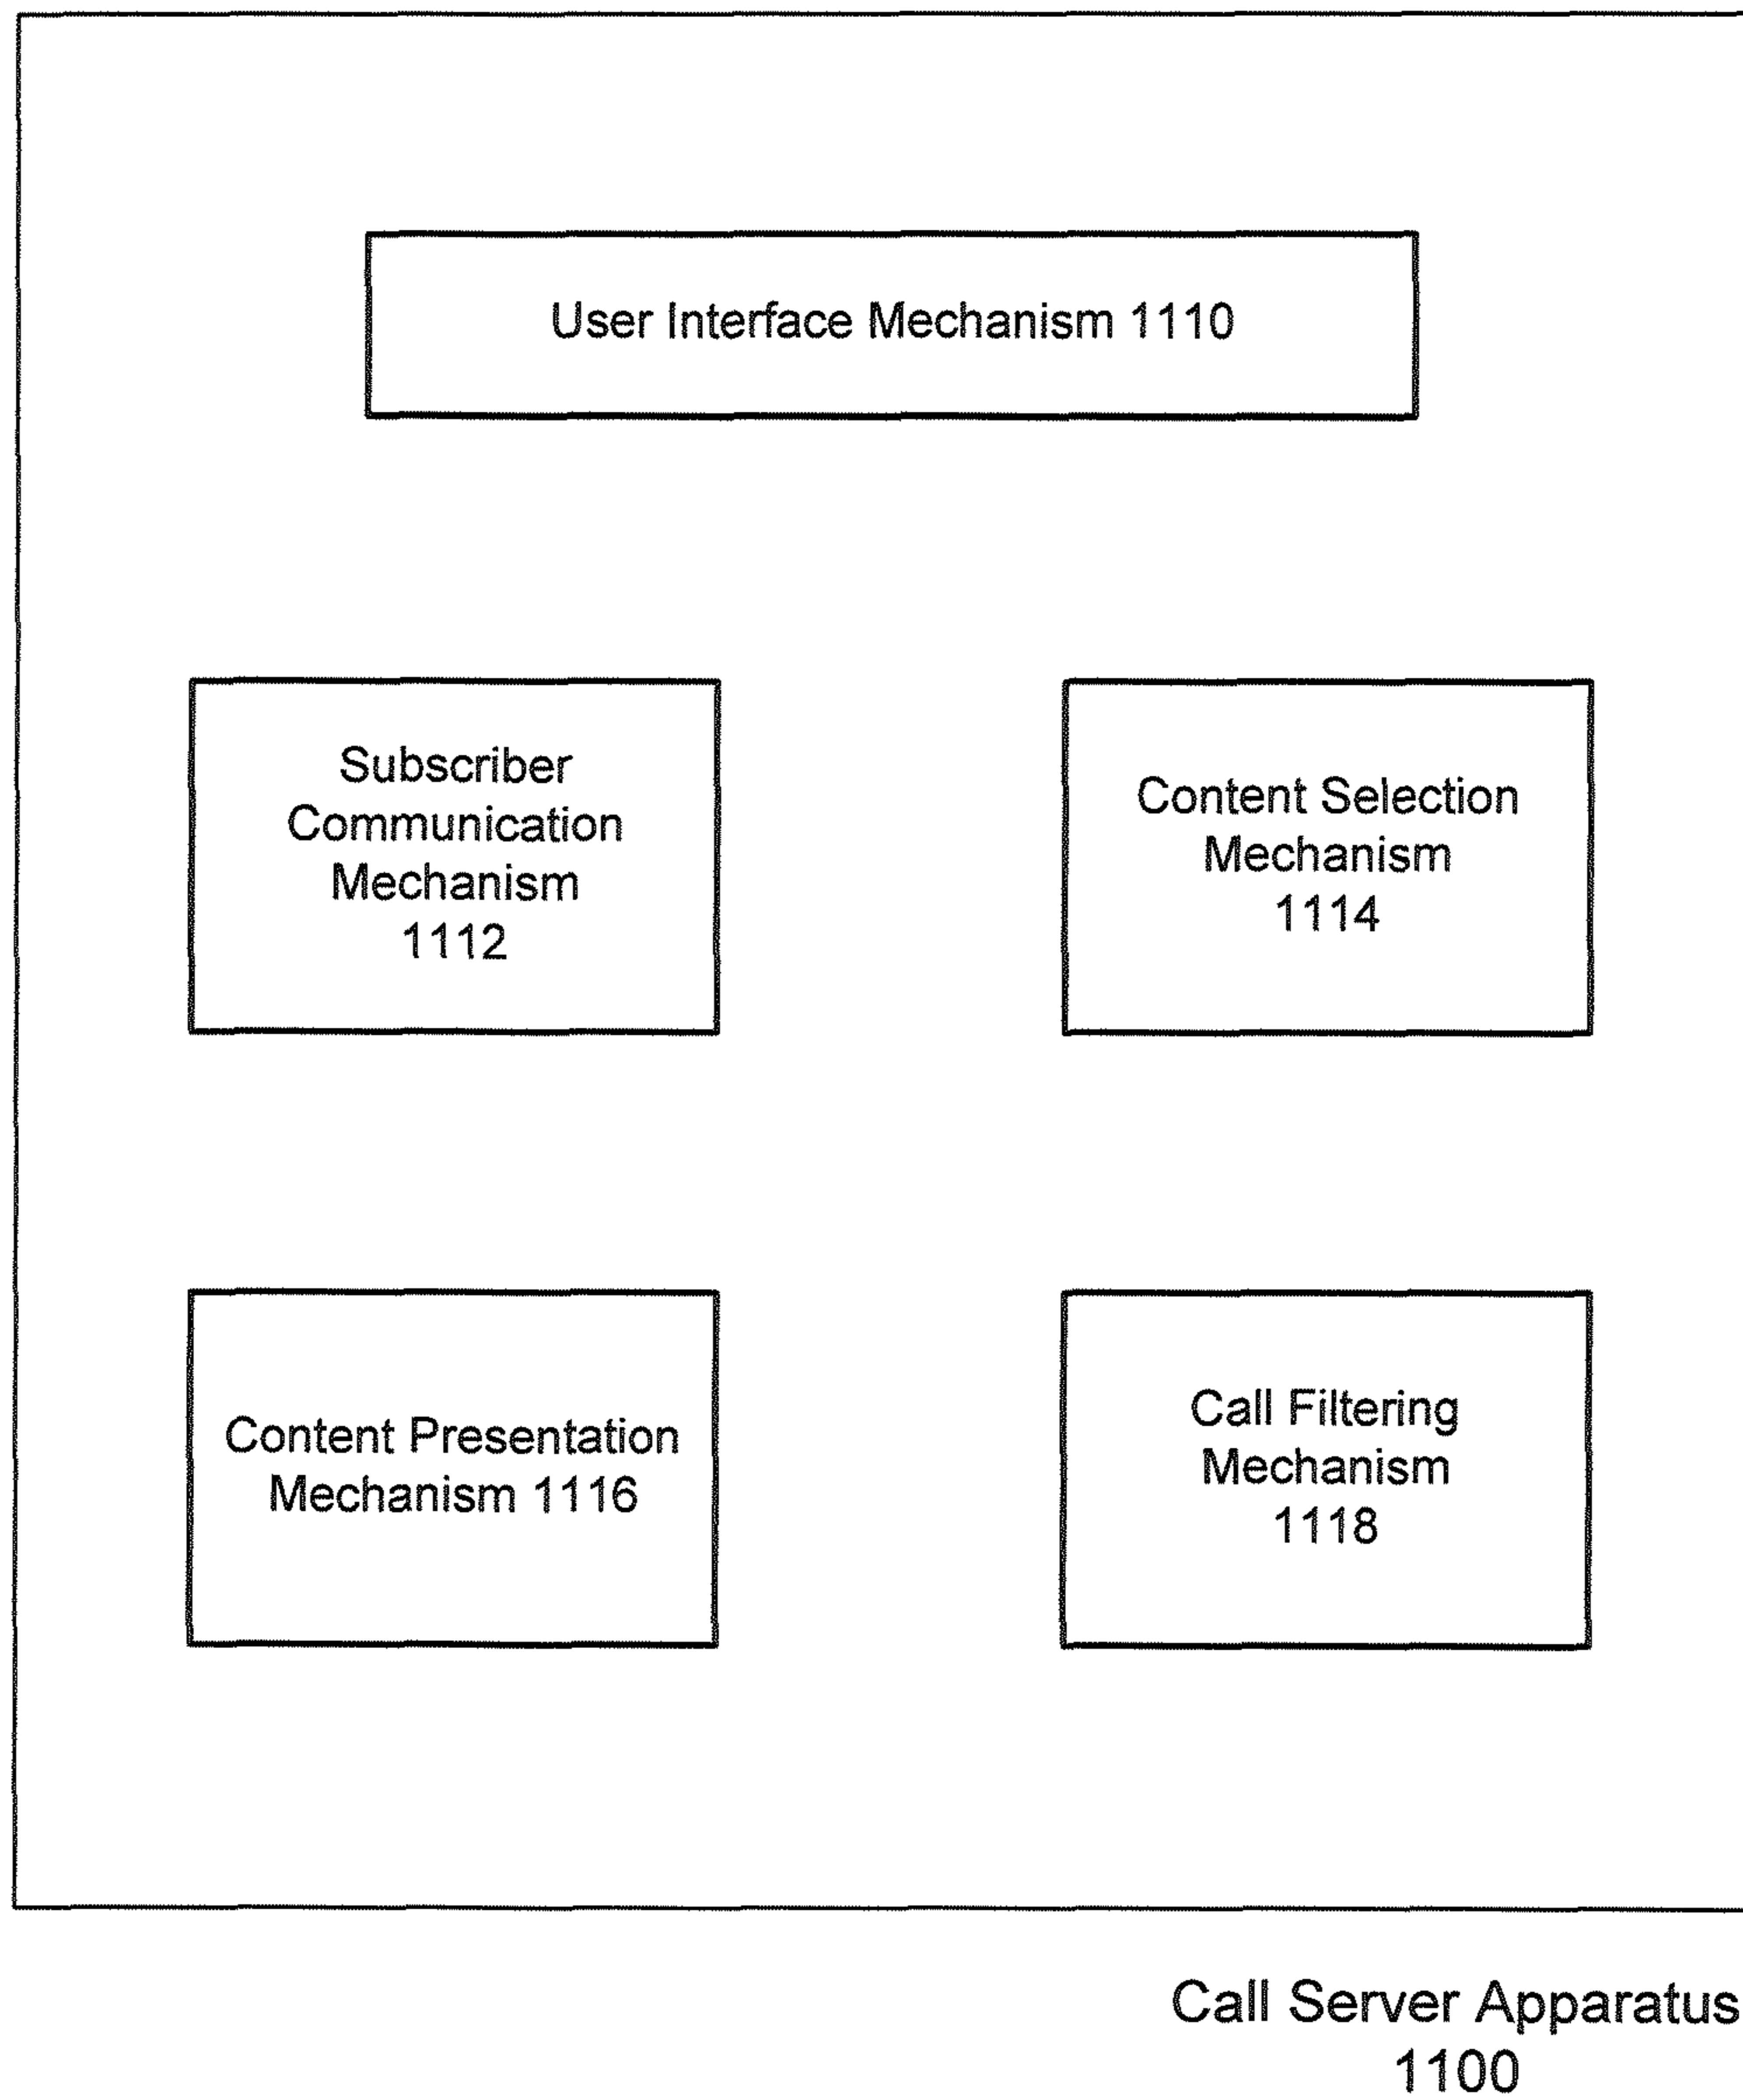 User Interface Mechanism 1110
Subscriber
Communication
Mechanism
1112
Content Selection
Mechanism
1114
Content Presentation
Mechanism 1116
Call Filtering
Mechanism
1118
Call Server Apparatus
1100